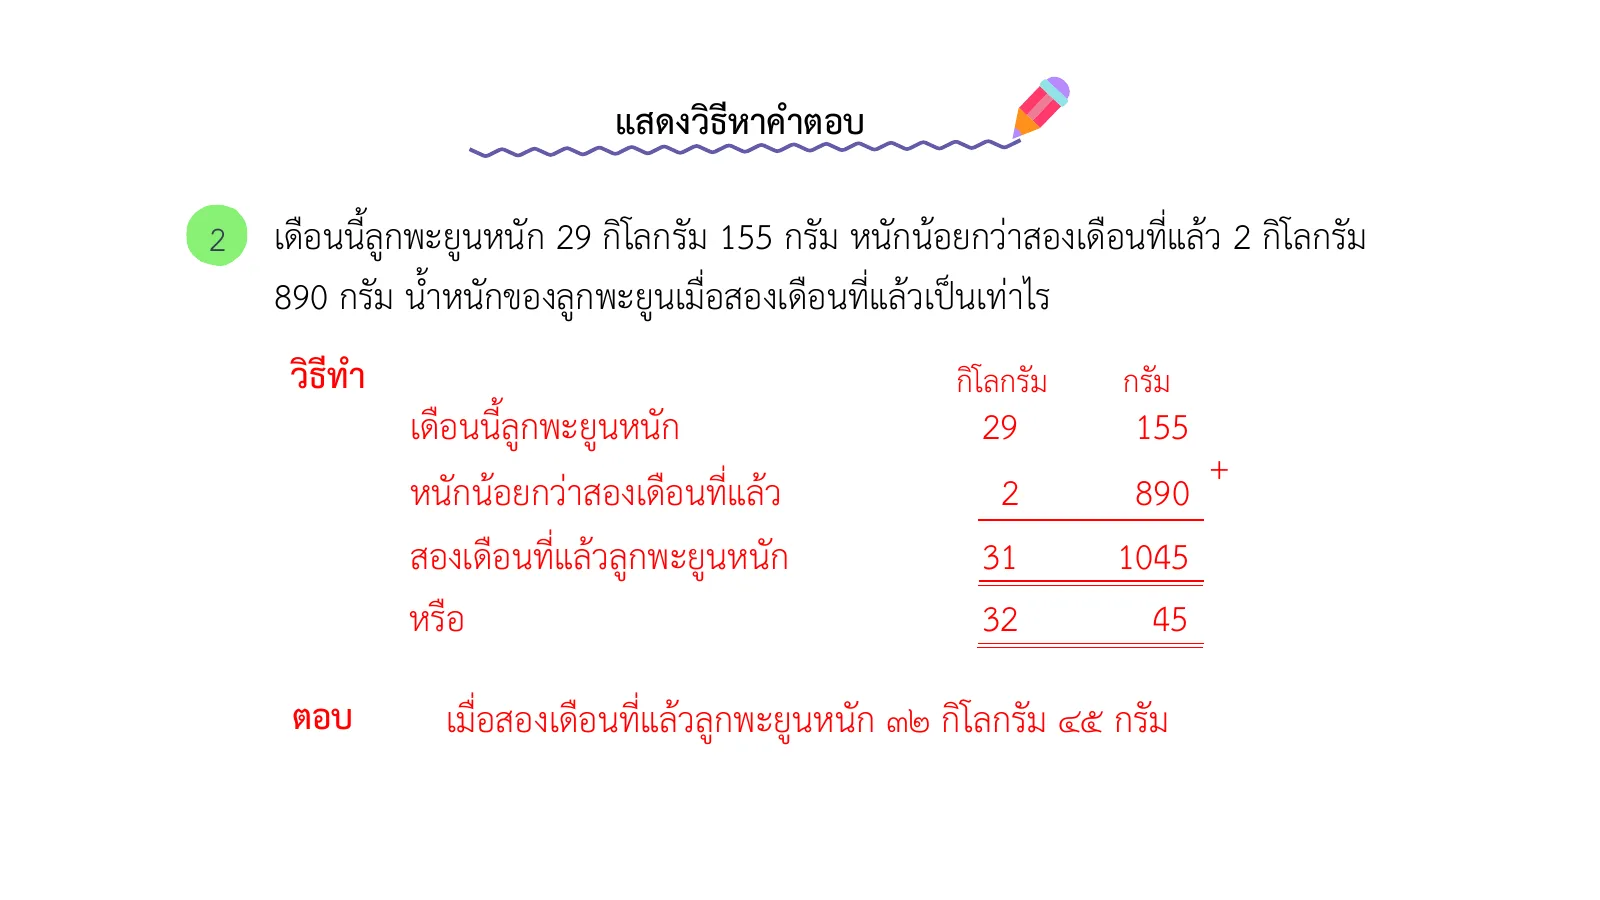 แสดงวิธีหาคำตอบ
2 เดือนนี้ลูกพะยูนหนัก 29 กิโลกรัม 155 กรัม หนักน้อยกว่าสองเดือนที่แล้ว 2 กิโลกรัม
890 กรัม น้ำหนักของลูกพะยูนเมื่อสองเดือนที่แล้วเป็นเท่าไร
วิธีทำ กิโลกรัม กรัม
เดือนนี้ลูกพะยูนหนัก 29 155
+
หนักน้อยกว่าสองเดือนที่แล้ว 2 890
สองเดือนที่แล้วลูกพะยูนหนัก 31 1045
หรือ 32 45
ตอบ เมื่อสองเดือนที่แล้วลูกพะยูนหนัก ๓๒ กิโลกรัม ๔๕ กรัม